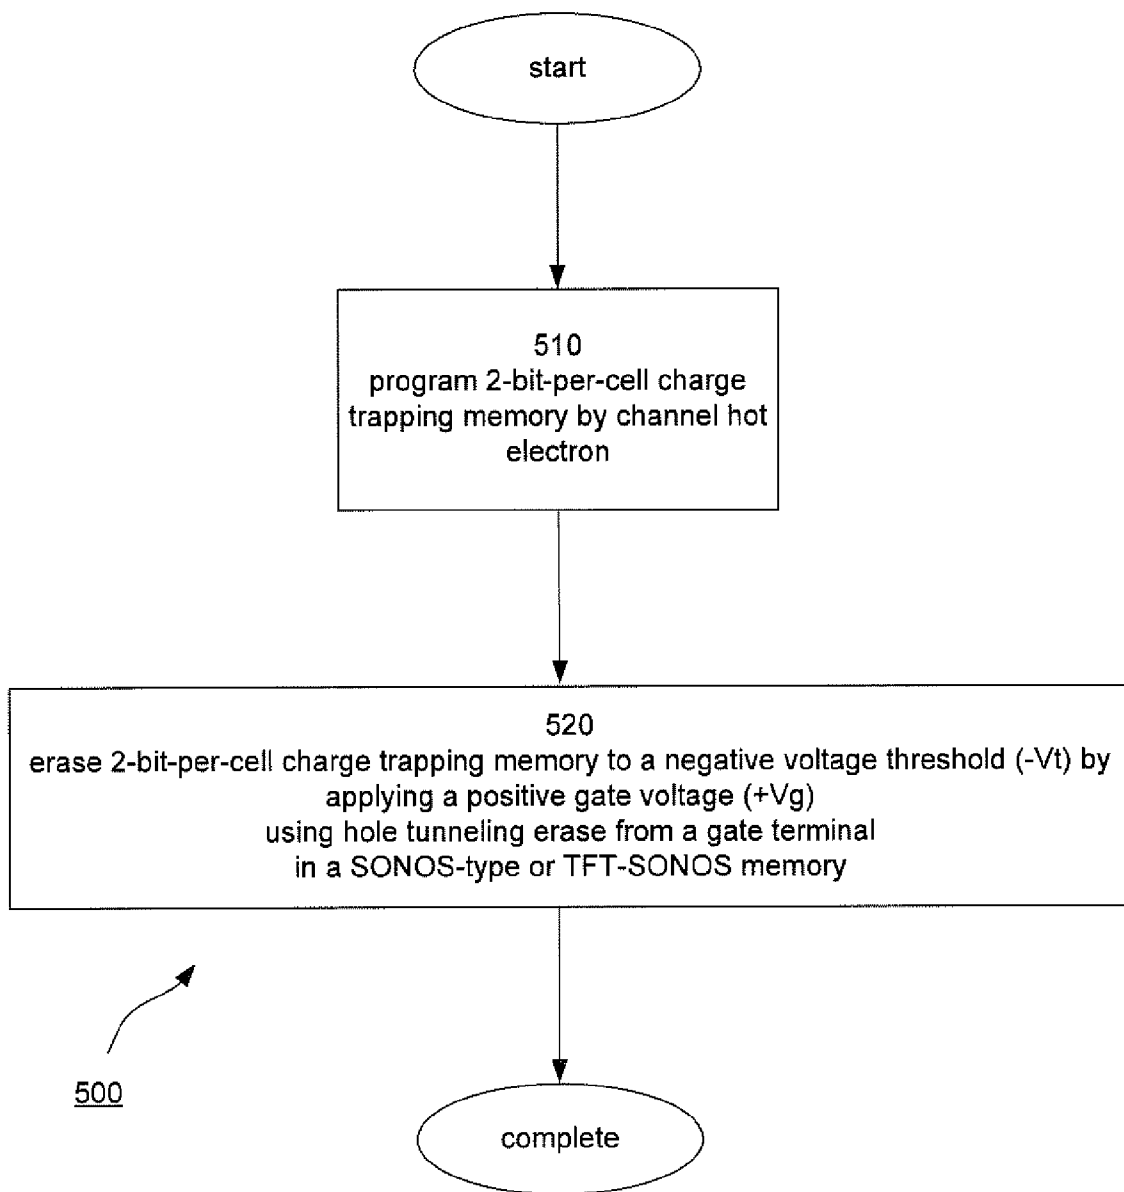 start
510
program 2-bit-per-cell charge
trapping memory by channel hot
electron
520
erase 2-bit-per-cell charge trapping memory to a negative voltage threshold (-Vt) by
applying a positive gate voltage (+Vg)
using hole tunneling erase from a gate terminal
in a SONOS-type or TFT-SONOS memory
500
complete